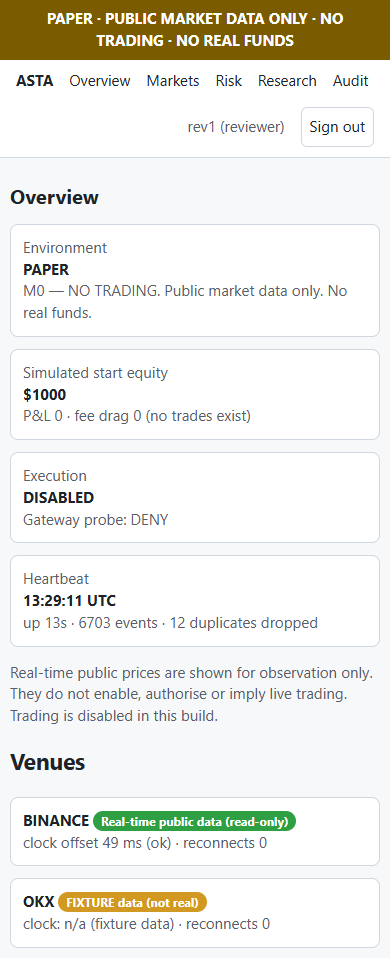 PAPER · PUBLIC MARKET DATA ONLY · NO
TRADING · NO REAL FUNDS
ASTA Overview Markets Risk Research Audit
rev1 (reviewer) Sign out
Overview
Environment
PAPER
M0 — NO TRADING. Public market data only. No
real funds.
Simulated start equity
$1000
P&L 0 · fee drag 0 (no trades exist)
Execution
DISABLED
Gateway probe: DENY
Heartbeat
13:29:11 UTC
up 13s · 6703 events · 12 duplicates dropped
Real-time public prices are shown for observation only.
They do not enable, authorise or imply live trading.
Trading is disabled in this build.
Venues
BINANCE Real-time public data (read-only)
clock offset 49 ms (ok) · reconnects 0
OKX FIXTURE data (not real)
clock: n/a (fixture data) · reconnects 0